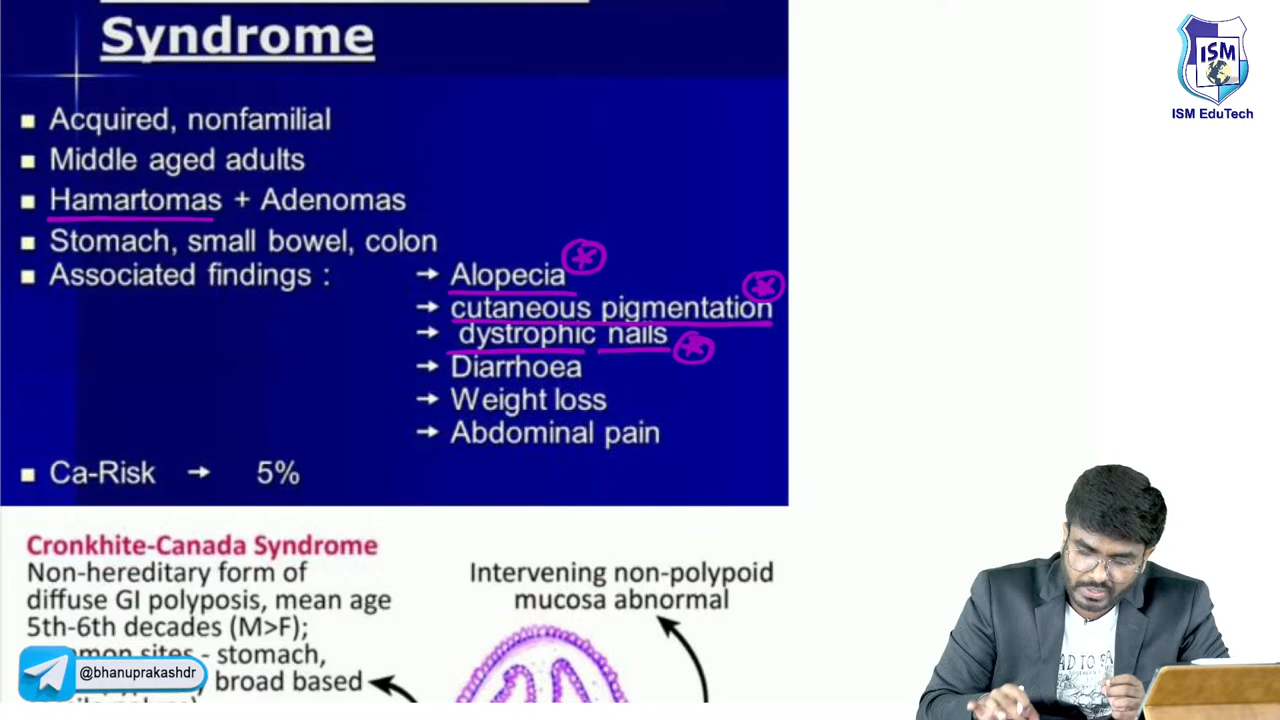 Syndrome
Acquired, nonfamilial
Middle aged adults
Hamartomas + Adenomas
Stomach, small bowel, colon
Associated findings :
→ Alopecia
→ cutaneous pigmentation
→ dystrophic nails
→ Diarrhoea
→ Weight loss
→ Abdominal pain
Ca-Risk → 5%
Cronkhite-Canada Syndrome
Non-hereditary form of
diffuse GI polyposis, mean age
5th-6th decades (M>F);
sites - stomach,
broad based
Intervening non-polypoid
mucosa abnormal
@bhanuprakashdr
ISM
ISM EduTech